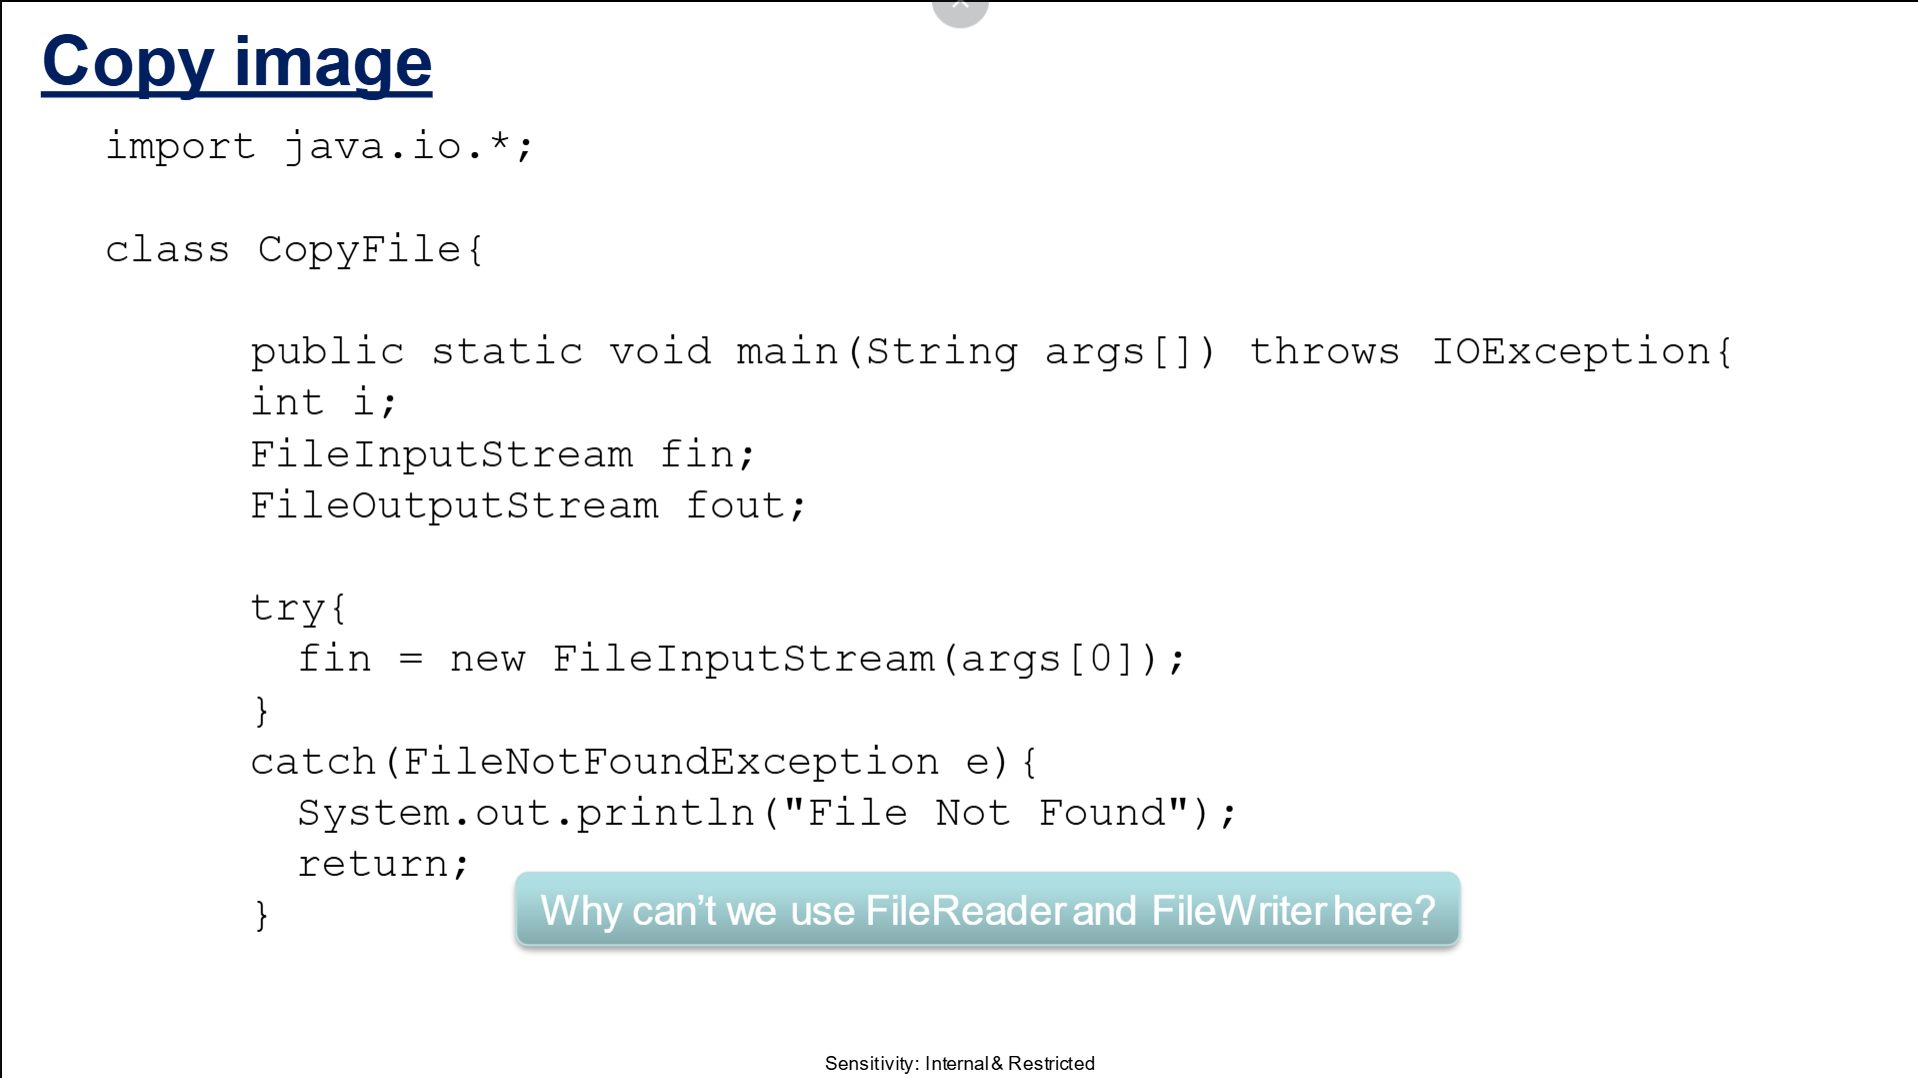 Copy image
import java.io.*;
class CopyFile{
public static void main(String args[]) throws IOException{
int i;
FileInputStream fin;
FileOutputStream fout;
try{
fin = new FileInputStream(args[0]);
}
catch(FileNotFoundException e){
System.out.println("File Not Found");
return;
}
Why can’t we use FileReader and FileWriter here?
Sensitivity: Internal & Restricted